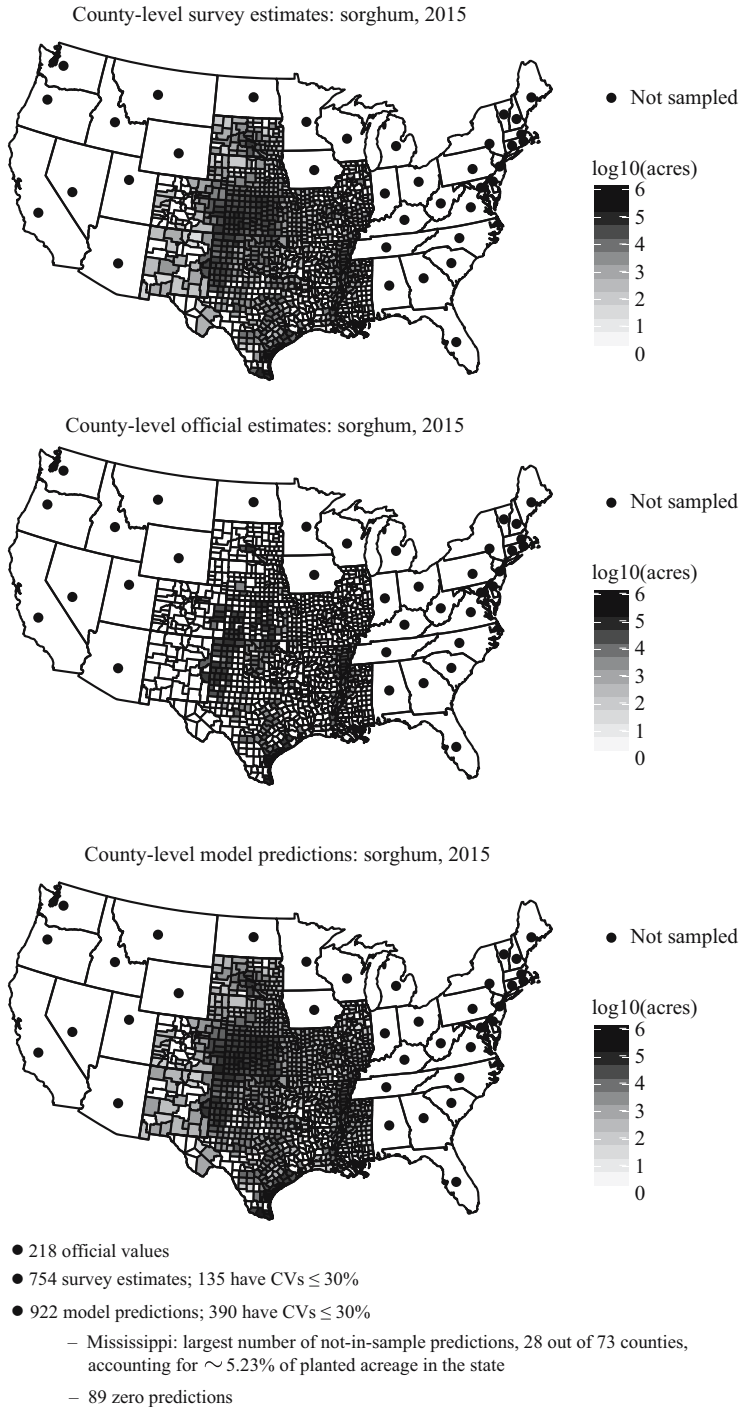 County-level survey estimates: sorghum, 2015
● Not sampled
log10(acres)
6
5
4
3
2
1
0
County-level official estimates: sorghum, 2015
● Not sampled
log10(acres)
6
5
4
3
2
1
0
County-level model predictions: sorghum, 2015
● Not sampled
log10(acres)
6
5
4
3
2
1
0
● 218 official values
● 754 survey estimates; 135 have CVs ≤ 30%
● 922 model predictions; 390 have CVs ≤ 30%
– Mississippi: largest number of not-in-sample predictions, 28 out of 73 counties,
accounting for ∼ 5.23% of planted acreage in the state
– 89 zero predictions